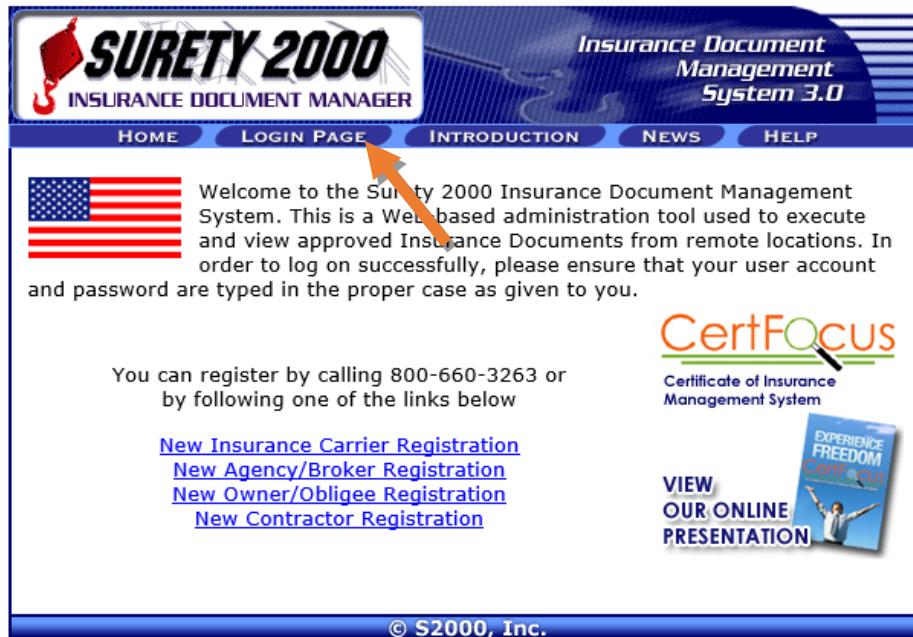 SURETY 2000
INSURANCE DOCUMENT MANAGER
Insurance Document
Management
System 3.0
HOME LOGIN PAGE INTRODUCTION NEWS HELP
Welcome to the Surety 2000 Insurance Document Management
System. This is a Web-based administration tool used to execute
and view approved Insurance Documents from remote locations. In
order to log on successfully, please ensure that your user account
and password are typed in the proper case as given to you.
CertFocus
Certificate of Insurance
Management System
You can register by calling 800-660-3263 or
by following one of the links below
New Insurance Carrier Registration
New Agency/Broker Registration
New Owner/Obligee Registration
New Contractor Registration
EXPERIENCE
FREEDOM
CertFocus
VIEW
OUR ONLINE
PRESENTATION
© S2000, Inc.